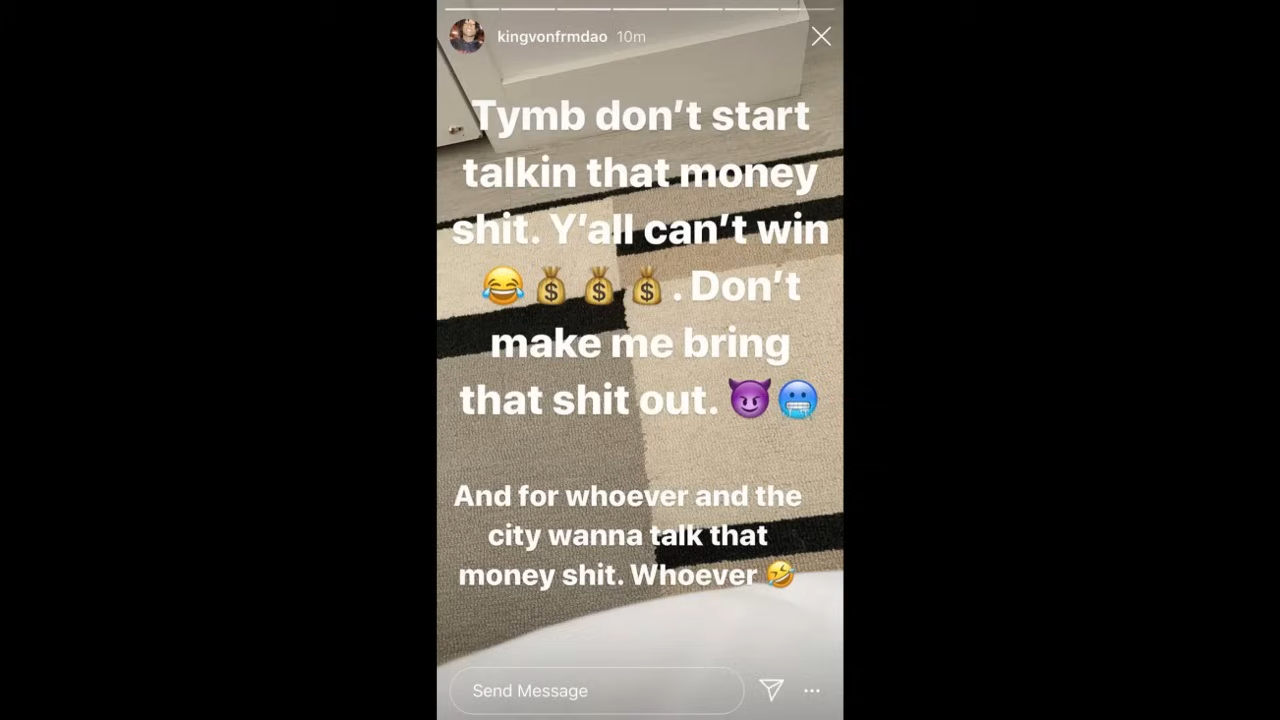 kingvonfrmdao 10m
Tymb don’t start
talkin that money
shit. Y’all can’t win
😂💰💰💰. Don’t
make me bring
that shit out. 😈🥶
And for whoever and the
city wanna talk that
money shit. Whoever 🤣
Send Message